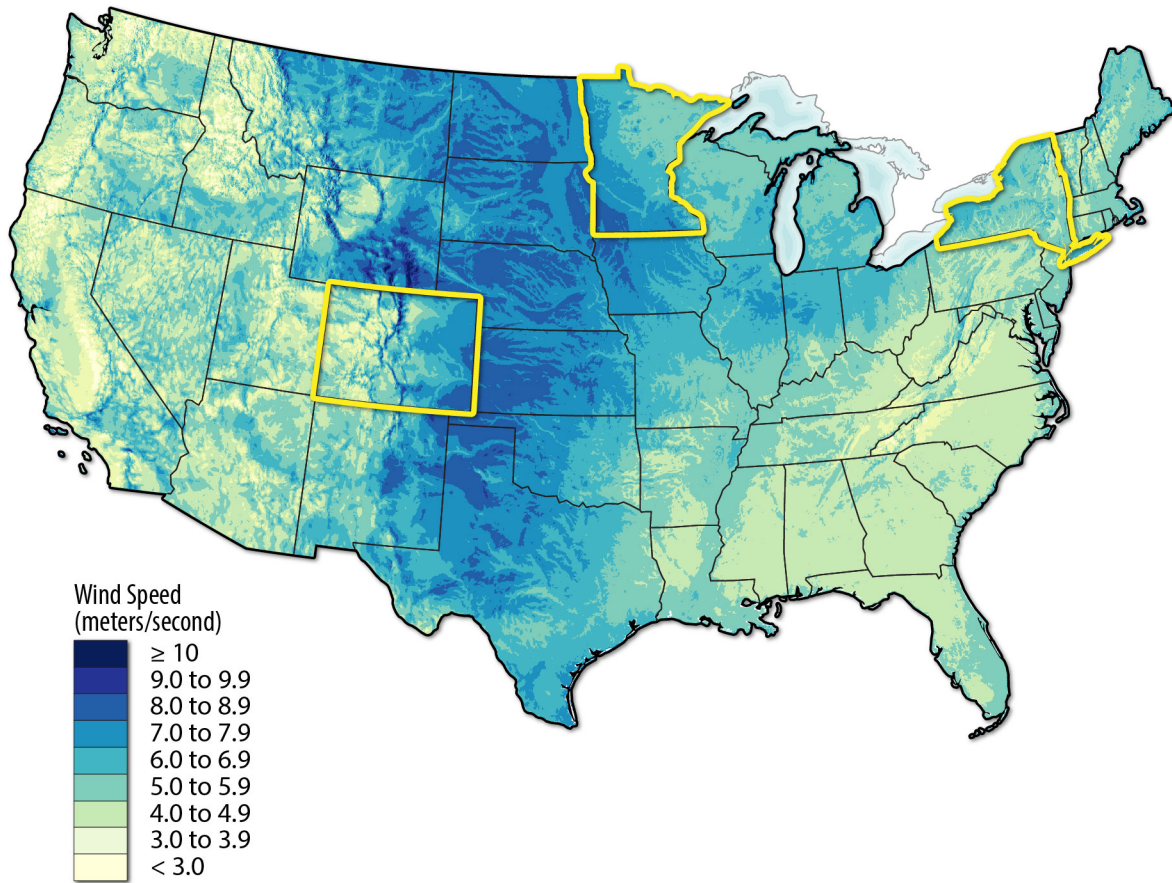 Wind Speed
(meters/second)
≥ 10
9.0 to 9.9
8.0 to 8.9
7.0 to 7.9
6.0 to 6.9
5.0 to 5.9
4.0 to 4.9
3.0 to 3.9
< 3.0